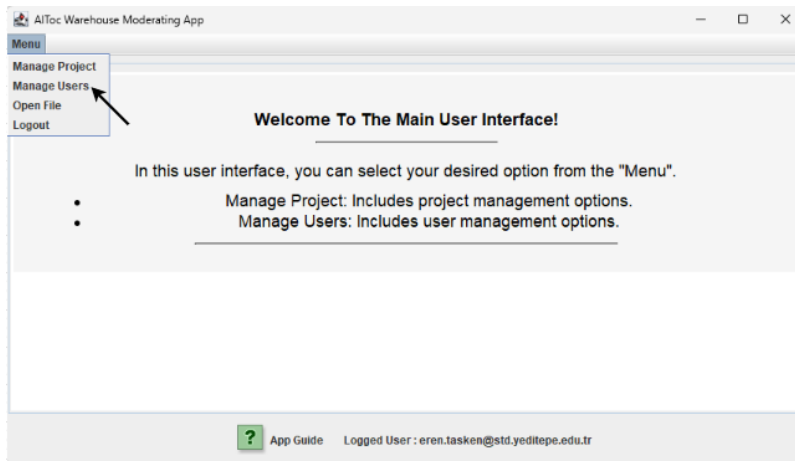 AIToc Warehouse Moderating App
Menu
Manage Project
Manage Users
Open File
Logout
Welcome To The Main User Interface!
In this user interface, you can select your desired option from the "Menu".
Manage Project: Includes project management options.
Manage Users: Includes user management options.
? App Guide Logged User : eren.tasken@std.yeditepe.edu.tr